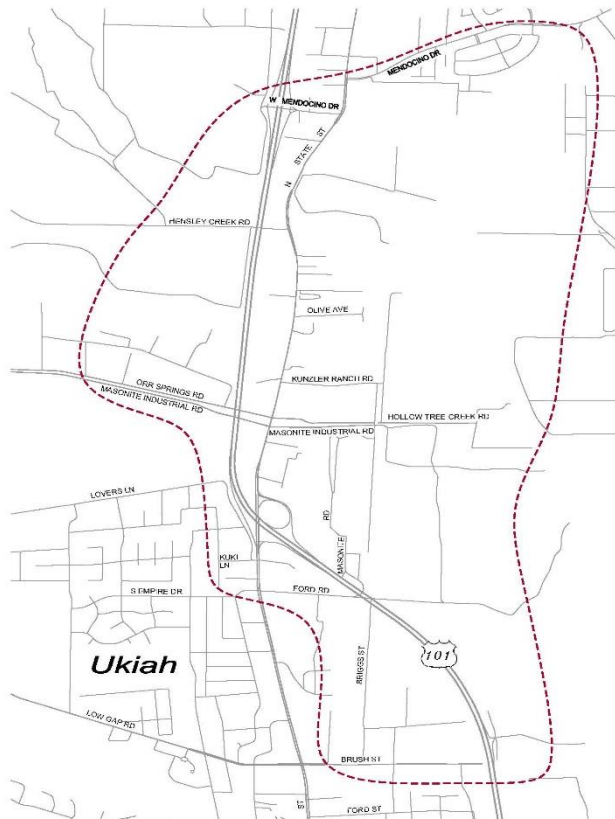 MENDOCINO DR
W MENDOCINO DR
N STATE ST
HENSLEY CREEK RD
OLIVE AVE
KUNZLER RANCH RD
ORR SPRINGS RD
MASONITE INDUSTRIAL RD
HOLLOW TREE CREEK RD
MASONITE INDUSTRIAL RD
LOVERS LN
MASONITE RD
KUKI
LN
FORD RD
S EMPIRE DR
Ukiah
101
BRIGGS ST
LOW GAP RD
BRUSH ST
ST
FORD ST